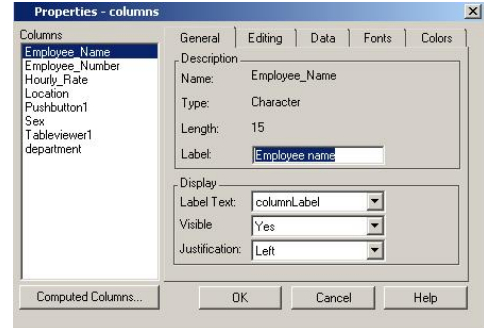 Properties - columns
Columns
Employee_Name
Employee_Number
Hourly_Rate
Location
Pushbutton1
Sex
Tableviewer1
department
Computed Columns...
General Editing Data Fonts Colors
Description
Name: Employee_Name
Type: Character
Length: 15
Label: Employee name
Display
Label Text: columnLabel
Visible Yes
Justification: Left
OK Cancel Help